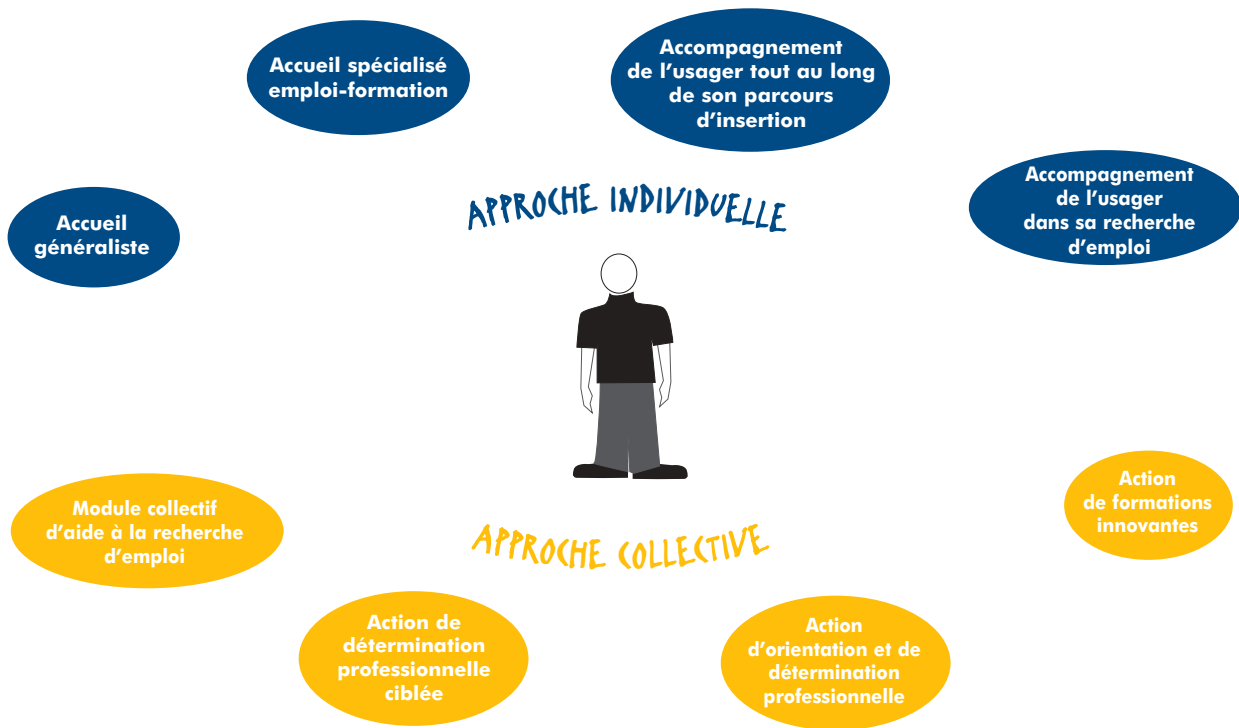 Accueil spécialisé
emploi-formation
Accompagnement
de l’usager tout au long
de son parcours
d’insertion
Accompagnement
de l’usager
dans sa recherche
d’emploi
Accueil
généraliste
APPROCHE INDIVIDUELLE
Module collectif
d’aide à la recherche
d’emploi
Action
de formations
innovantes
APPROCHE COLLECTIVE
Action de
détermination
professionnelle
ciblée
Action
d’orientation et de
détermination
professionnelle